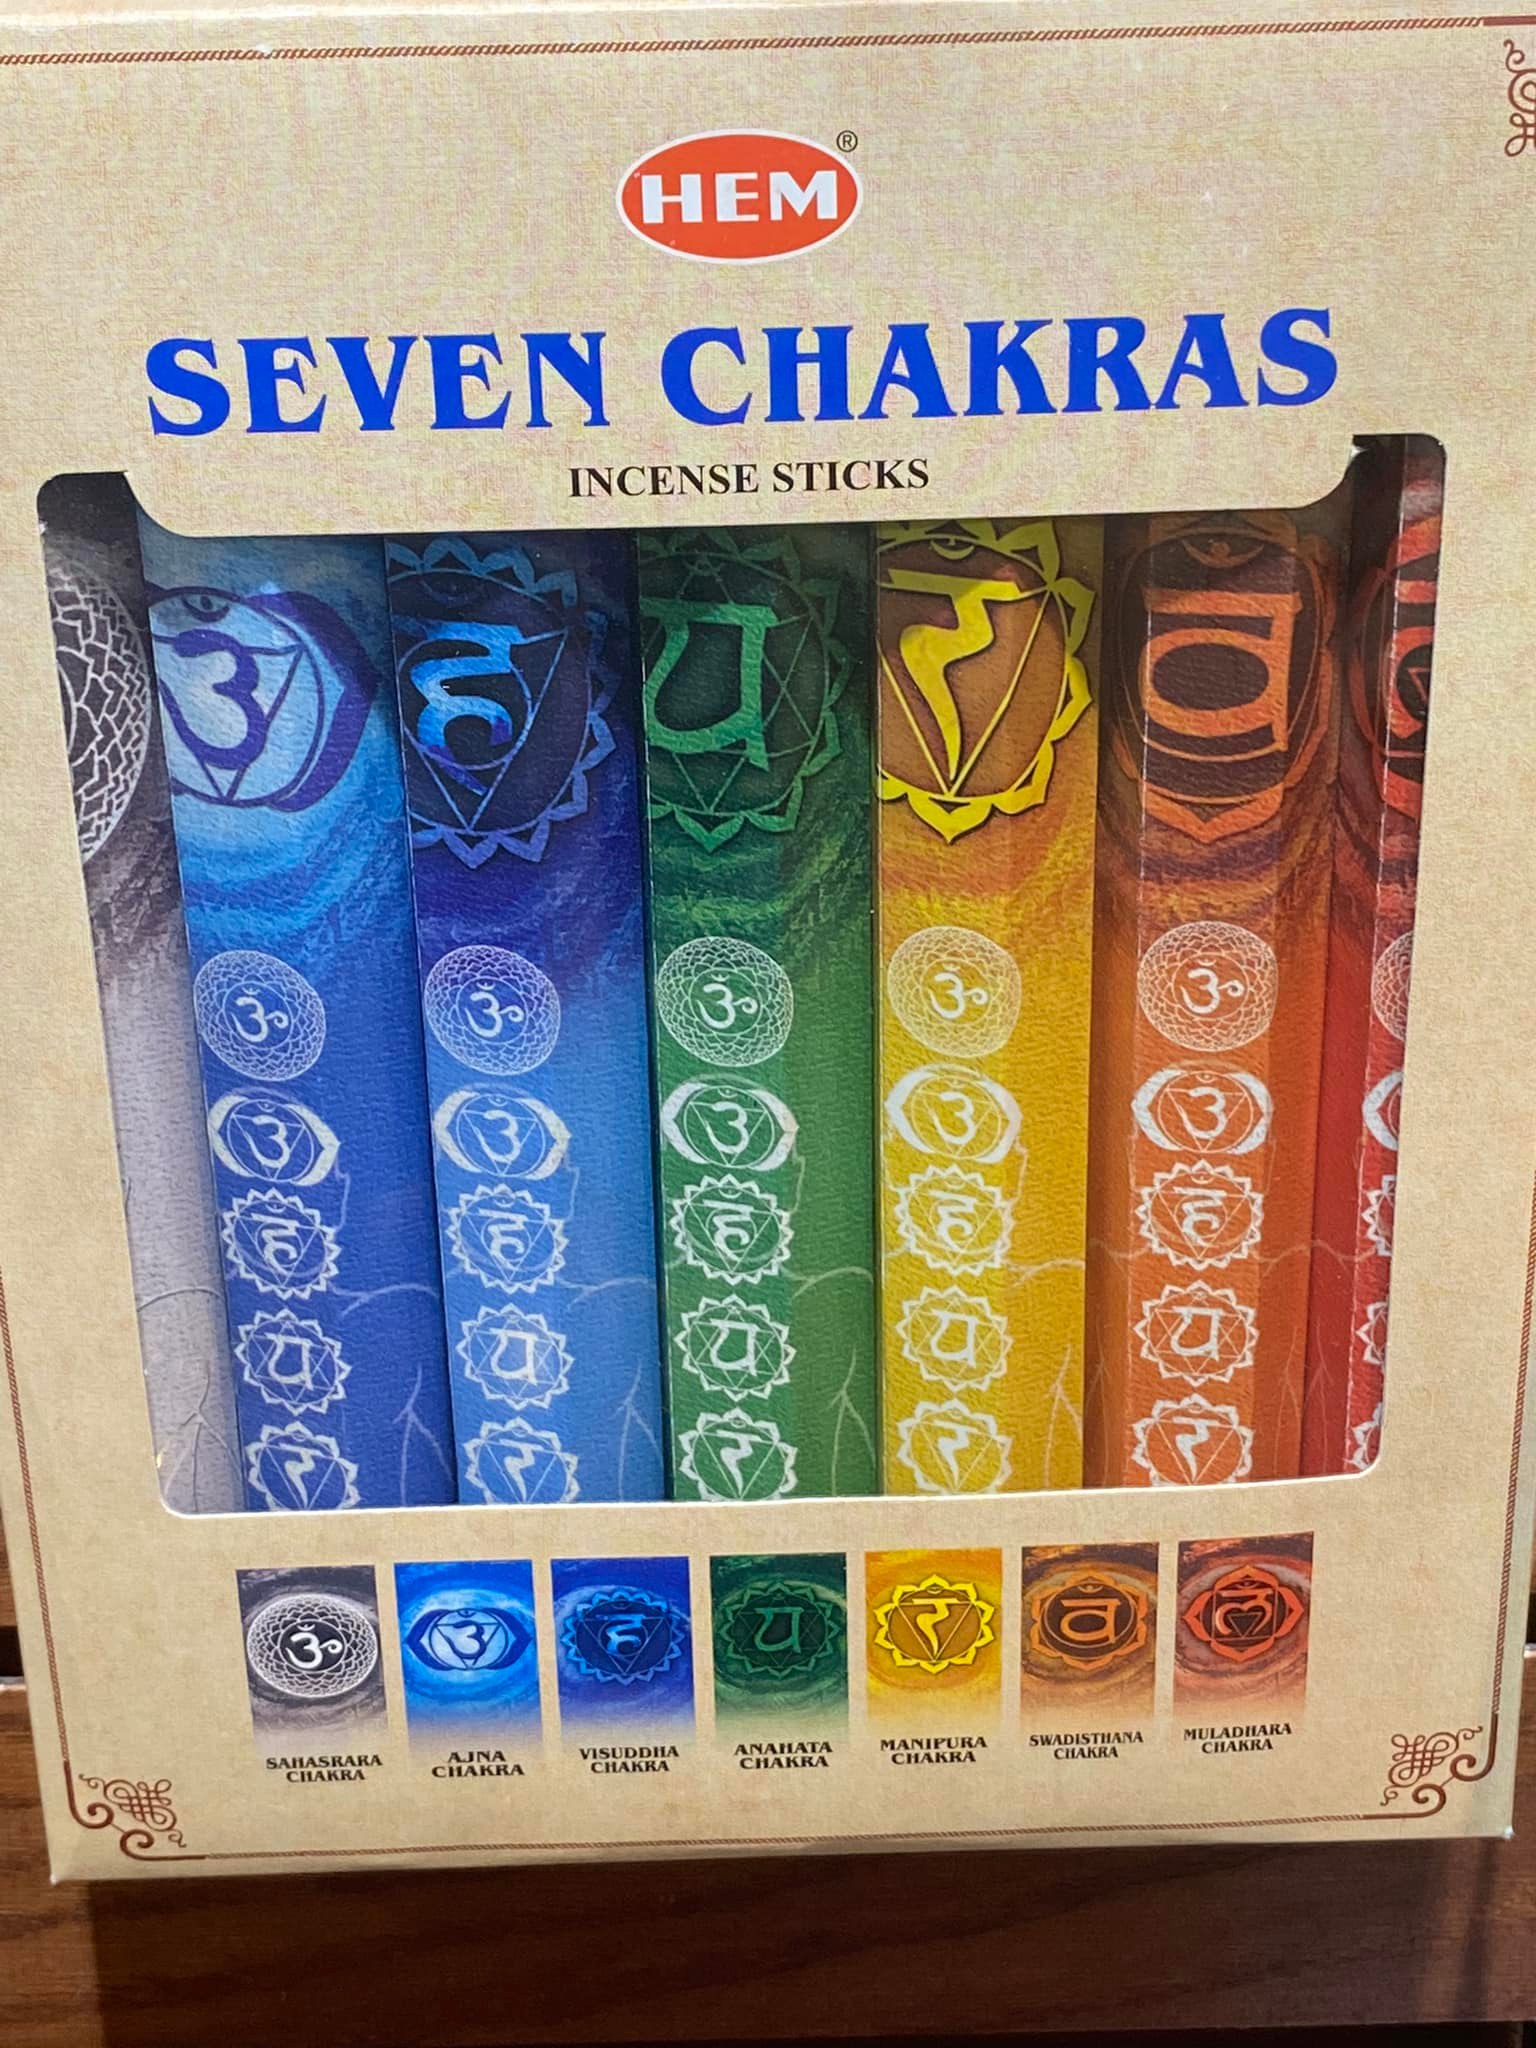 HEM®
SEVEN CHAKRAS
INCENSE STICKS
उ ह य र व
ॐ ॐ ॐ ॐ ॐ
उ उ उ उ उ
हं हं हं हं हं
य य य य य
रं रं रं रं रं
ॐ उ हं य रं व लं
SAHASRARA CHAKRA
AJNA CHAKRA
VISUDDHA CHAKRA
ANAHATA CHAKRA
MANIPURA CHAKRA
SWADISTHANA CHAKRA
MULADHARA CHAKRA